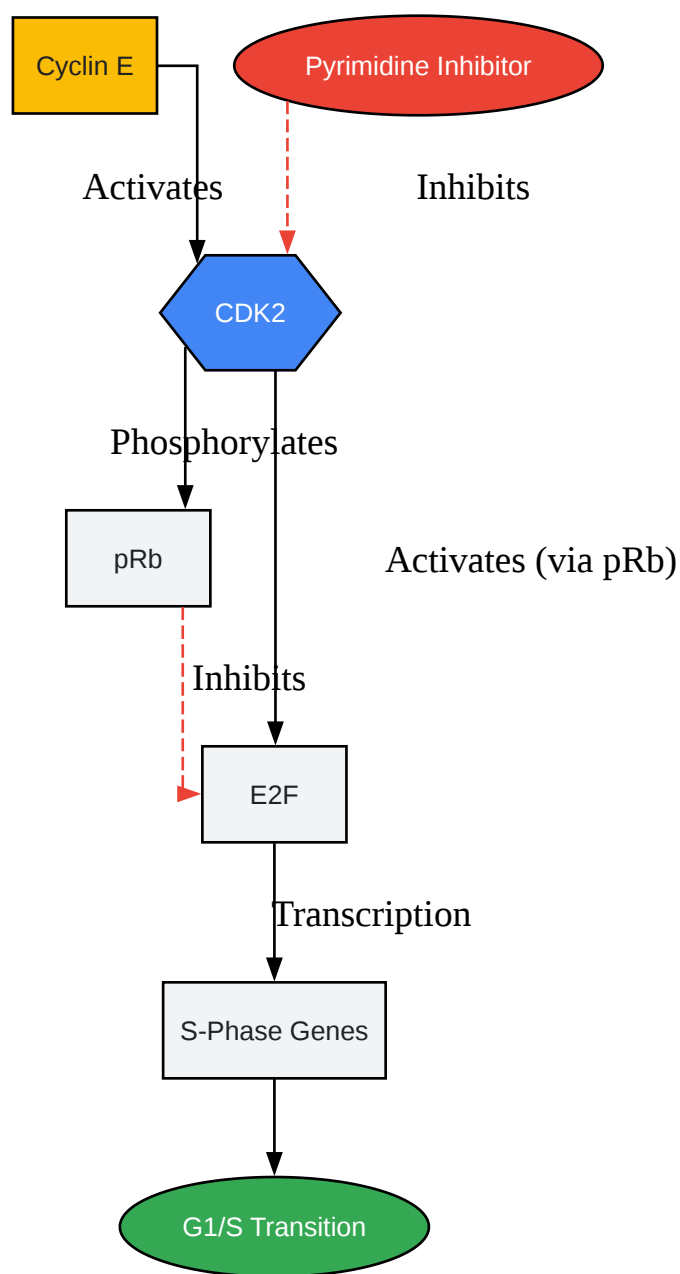 Cyclin E
Pyrimidine Inhibitor
Activates
Inhibits
CDK2
Phosphorylates
pRb
Activates (via pRb)
Inhibits
E2F
Transcription
S-Phase Genes
G1/S Transition